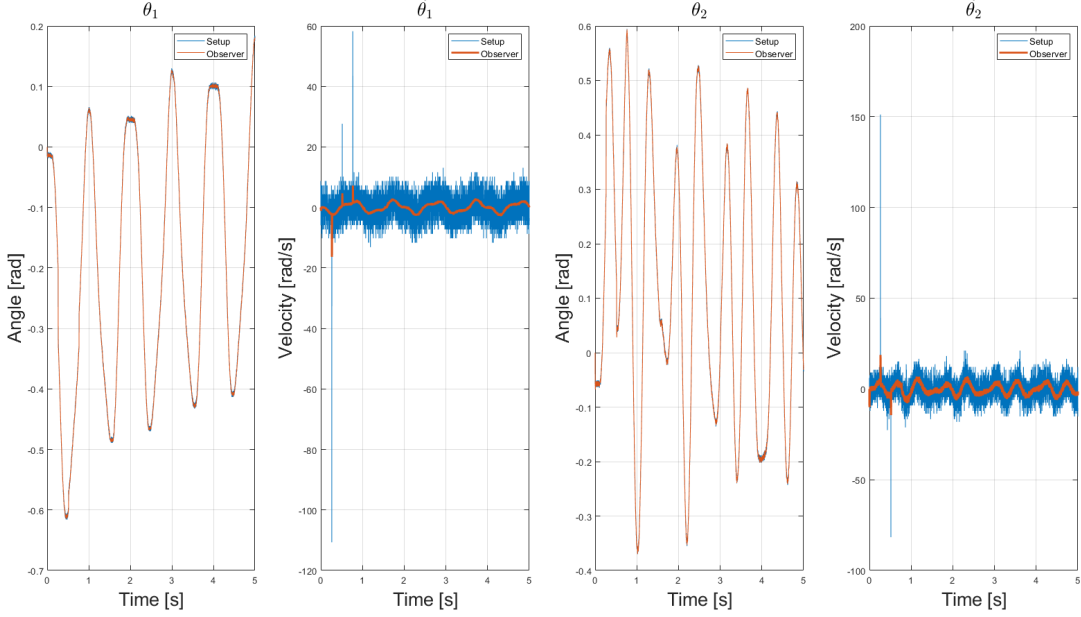 θ₁
Setup
Observer
0.2
0.1
0
-0.1
-0.2
-0.3
-0.4
-0.5
-0.6
-0.7
Angle [rad]
0 1 2 3 4 5
Time [s]
θ₁
Setup
Observer
60
40
20
0
-20
-40
-60
-80
-100
-120
Velocity [rad/s]
0 1 2 3 4 5
Time [s]
θ₂
Setup
Observer
0.6
0.5
0.4
0.3
0.2
0.1
0
-0.1
-0.2
-0.3
-0.4
Angle [rad]
0 1 2 3 4 5
Time [s]
θ₂
Setup
Observer
200
150
100
50
0
-50
-100
Velocity [rad/s]
0 1 2 3 4 5
Time [s]